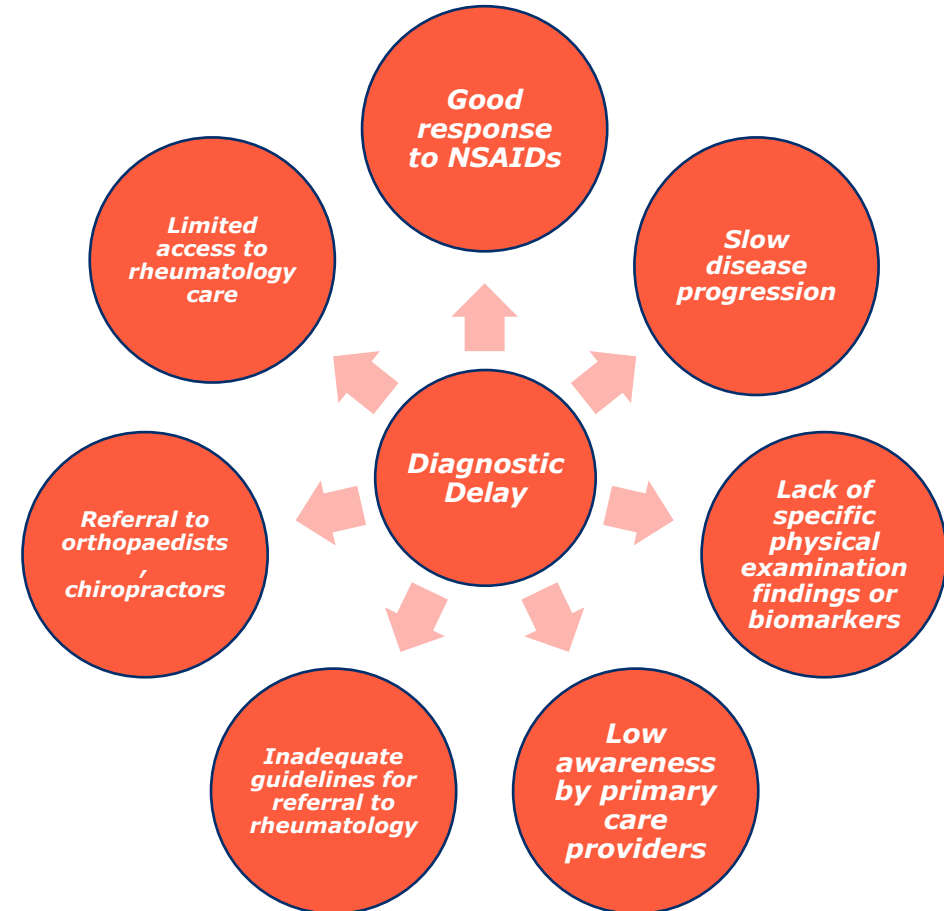 Good
response
to NSAIDs
Slow
disease
progression
Lack of
specific
physical
examination
findings or
biomarkers
Low
awareness
by primary
care
providers
Inadequate
guidelines for
referral to
rheumatology
Referral to
orthopaedists
,
chiropractors
Limited
access to
rheumatology
care
Diagnostic
Delay